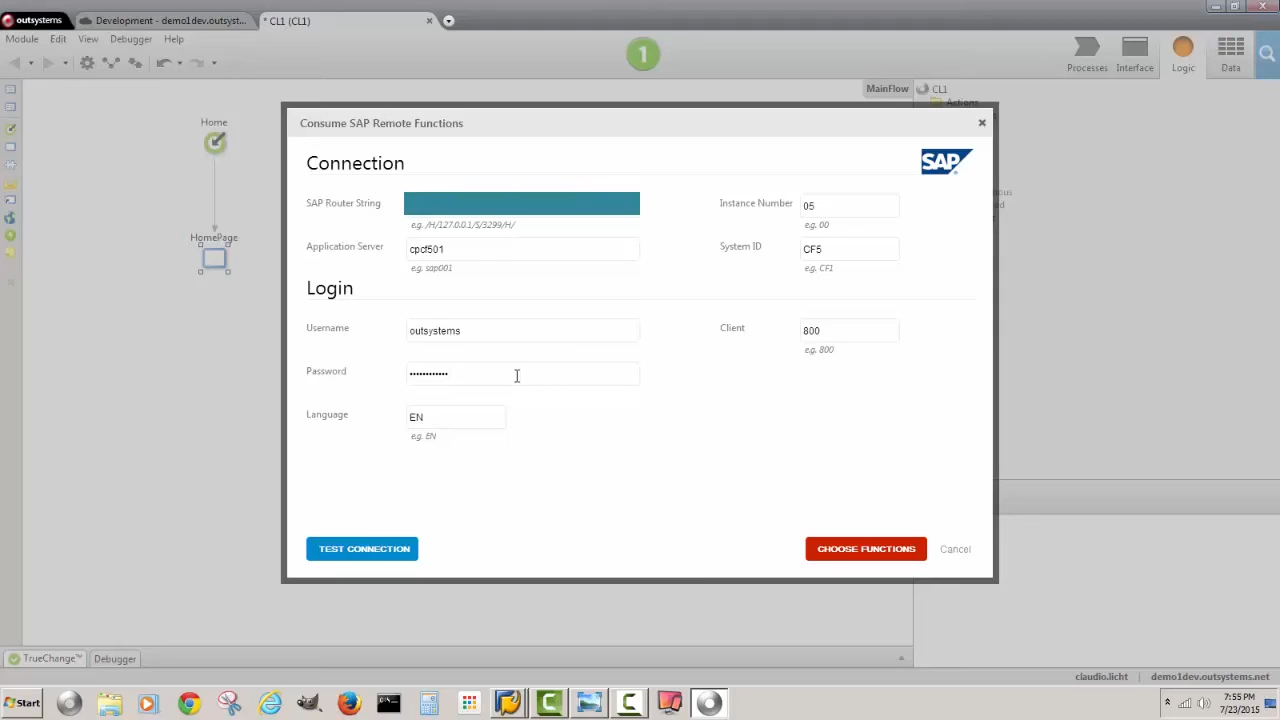 outsystems
Development - demo1dev.outsyst...
* CL1 (CL1)
Module Edit View Debugger Help
1
Processes Interface Logic Data
MainFlow
CL1
Actions
Home
HomePage
Consume SAP Remote Functions
Connection
SAP
SAP Router String
e.g. /H/127.0.0.1/S/3299/H/
Instance Number 05
e.g. 00
Application Server cpcf501
e.g. sap001
System ID CF5
e.g. CF1
Login
Username outsystems
Client 800
e.g. 800
Password ••••••••••••
Language EN
e.g. EN
TEST CONNECTION
CHOOSE FUNCTIONS
Cancel
TrueChange™ Debugger
claudio.licht demo1dev.outsystems.net
Start
7:55 PM
7/23/2015